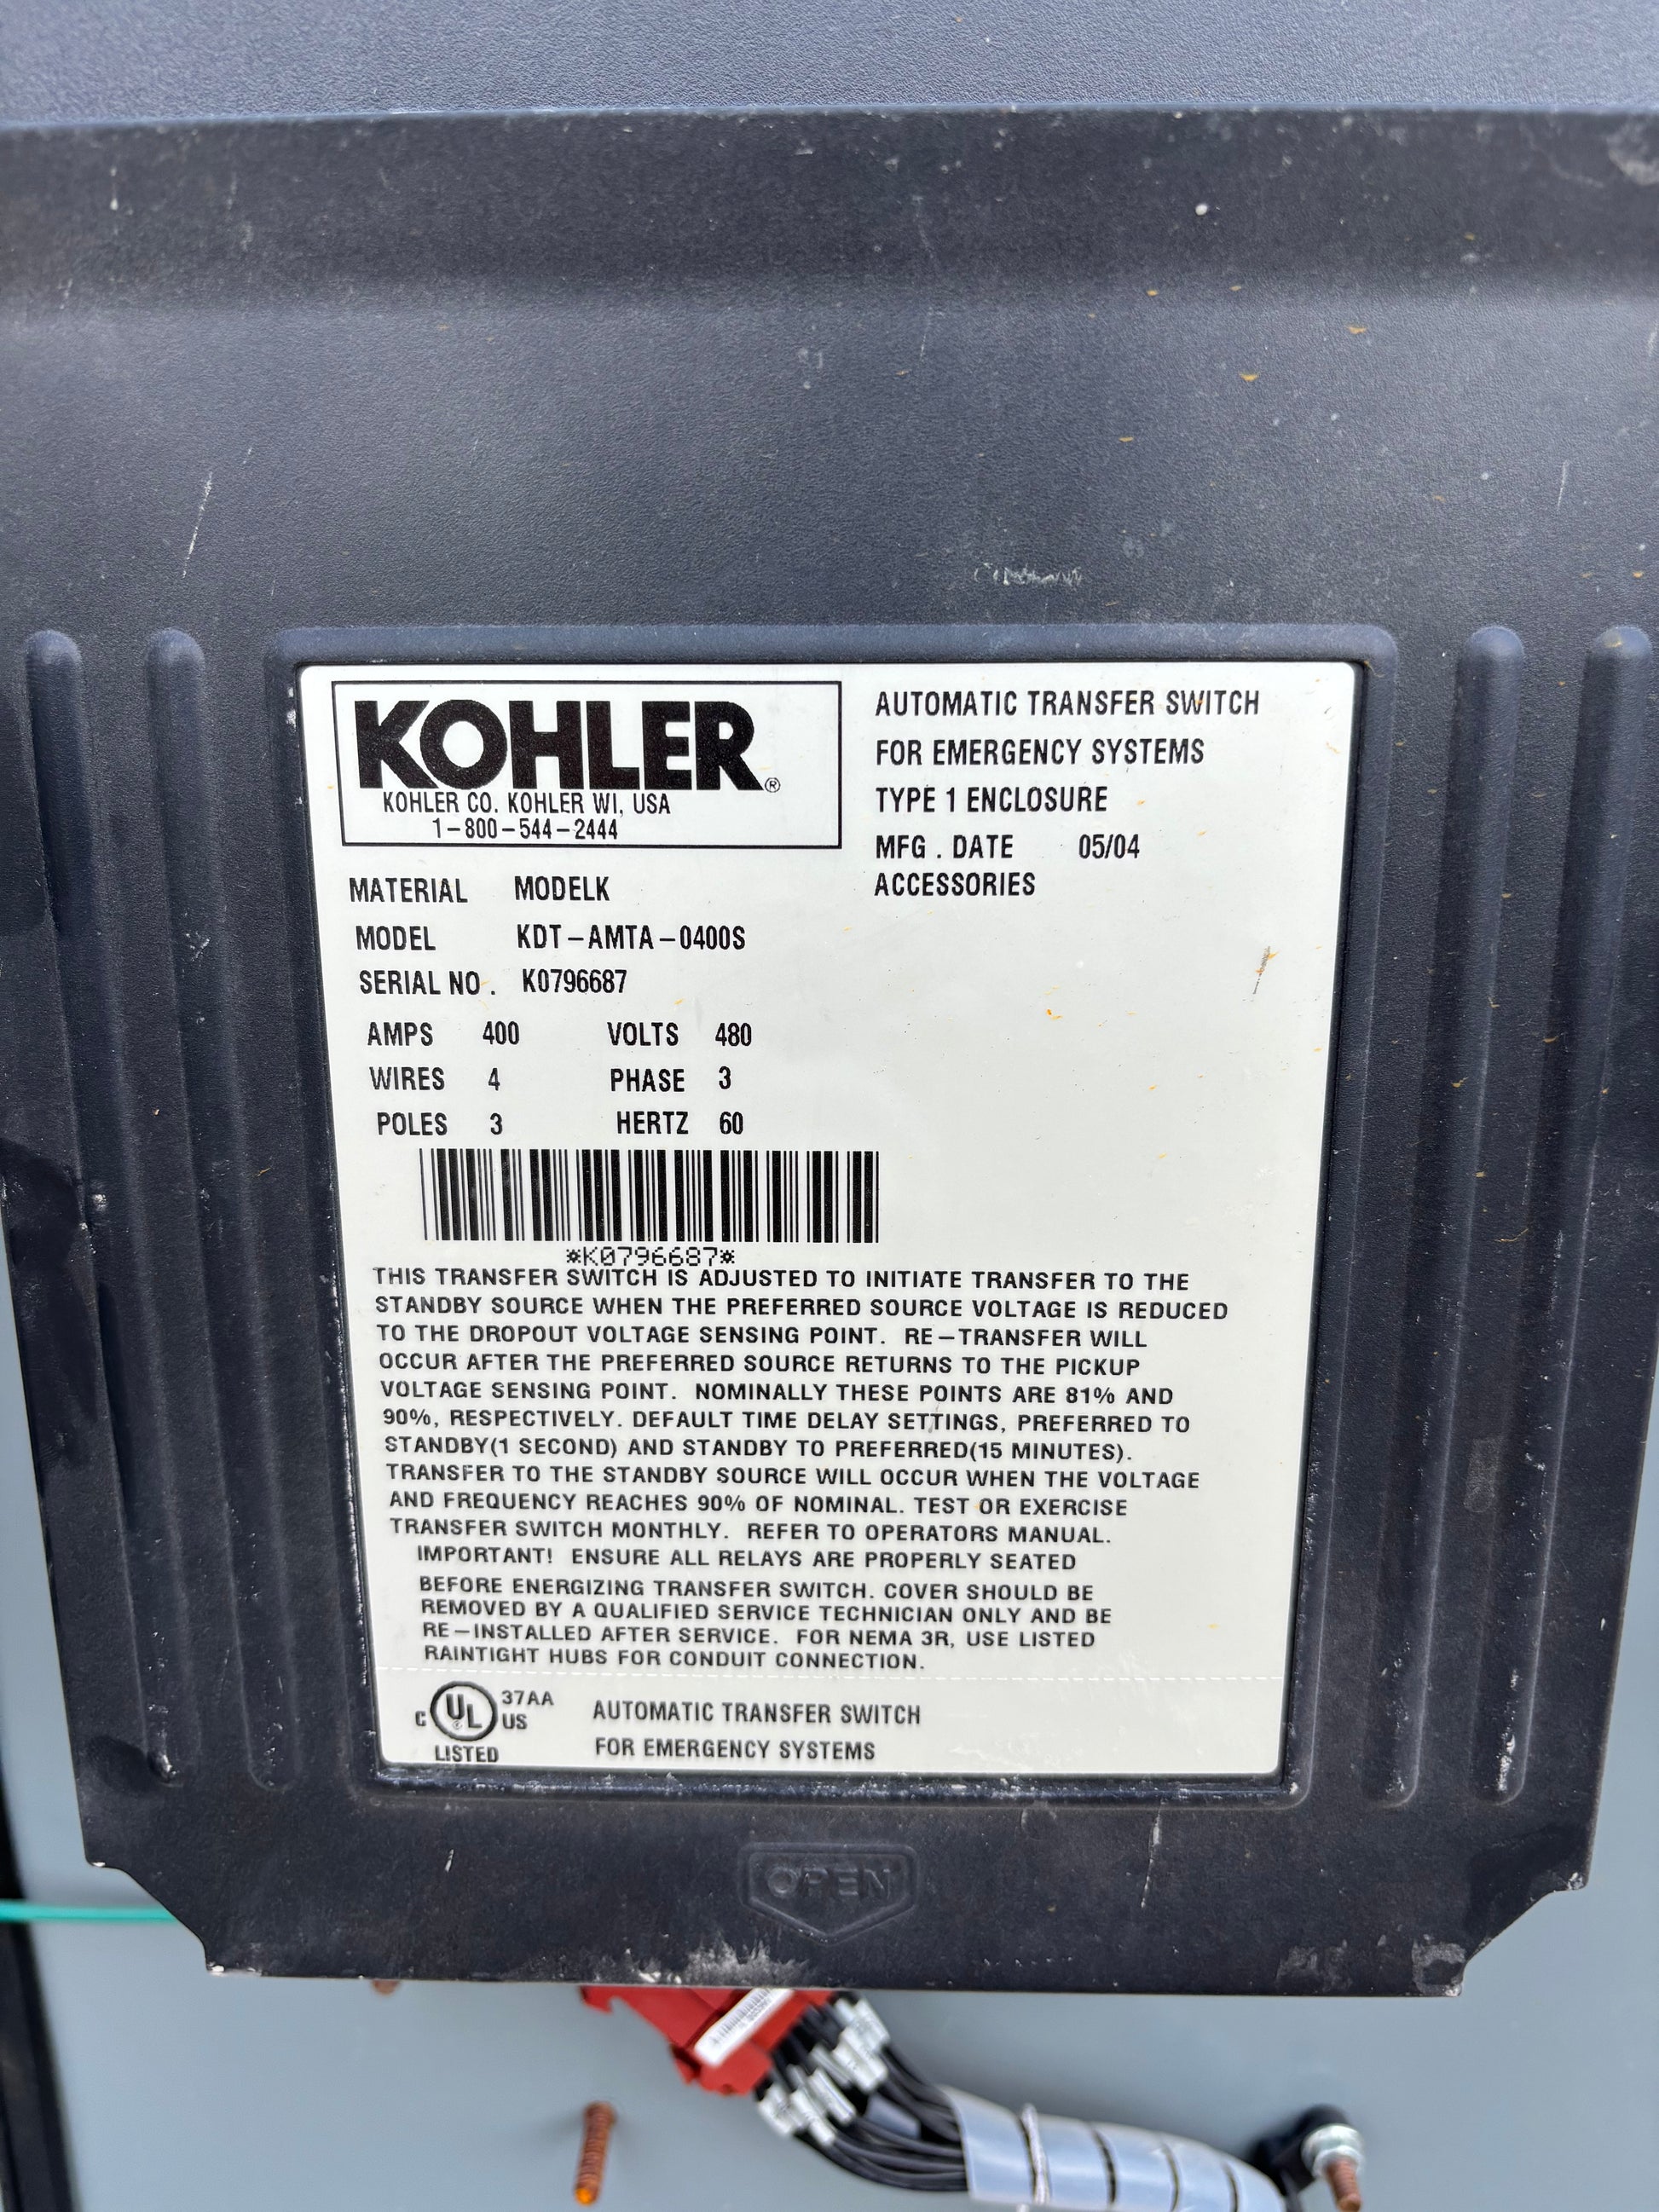 KOHLER®
KOHLER CO. KOHLER WI, USA
1-800-544-2444
AUTOMATIC TRANSFER SWITCH
FOR EMERGENCY SYSTEMS
TYPE 1 ENCLOSURE
MFG . DATE 05/04
ACCESSORIES
MATERIAL MODELK
MODEL KDT-AMTA-0400S
SERIAL NO. K0796687
AMPS 400 VOLTS 480
WIRES 4 PHASE 3
POLES 3 HERTZ 60
*K0796687*
THIS TRANSFER SWITCH IS ADJUSTED TO INITIATE TRANSFER TO THE
STANDBY SOURCE WHEN THE PREFERRED SOURCE VOLTAGE IS REDUCED
TO THE DROPOUT VOLTAGE SENSING POINT. RE-TRANSFER WILL
OCCUR AFTER THE PREFERRED SOURCE RETURNS TO THE PICKUP
VOLTAGE SENSING POINT. NOMINALLY THESE POINTS ARE 81% AND
90%, RESPECTIVELY. DEFAULT TIME DELAY SETTINGS, PREFERRED TO
STANDBY(1 SECOND) AND STANDBY TO PREFERRED(15 MINUTES).
TRANSFER TO THE STANDBY SOURCE WILL OCCUR WHEN THE VOLTAGE
AND FREQUENCY REACHES 90% OF NOMINAL. TEST OR EXERCISE
TRANSFER SWITCH MONTHLY. REFER TO OPERATORS MANUAL.
IMPORTANT! ENSURE ALL RELAYS ARE PROPERLY SEATED
BEFORE ENERGIZING TRANSFER SWITCH. COVER SHOULD BE
REMOVED BY A QUALIFIED SERVICE TECHNICIAN ONLY AND BE
RE-INSTALLED AFTER SERVICE. FOR NEMA 3R, USE LISTED
RAINTIGHT HUBS FOR CONDUIT CONNECTION.
C UL® US 37AA
LISTED
AUTOMATIC TRANSFER SWITCH
FOR EMERGENCY SYSTEMS
OPEN